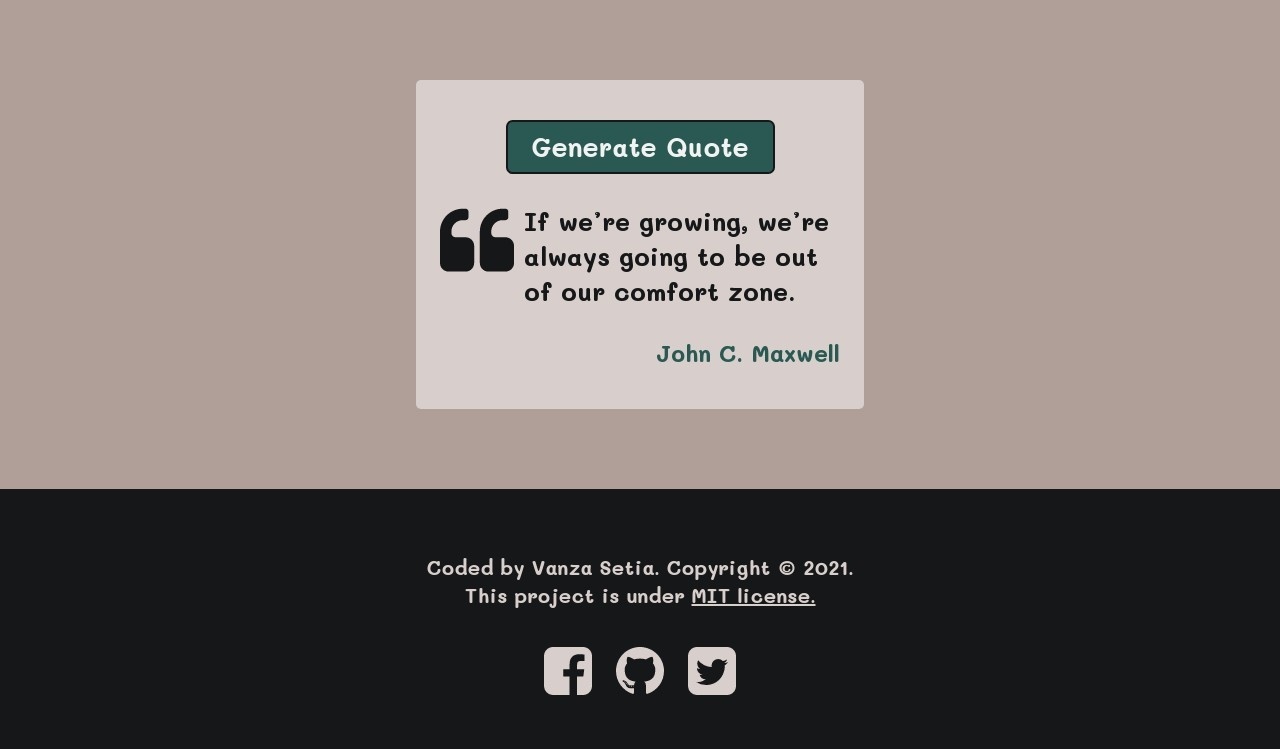 Generate Quote
If we’re growing, we’re
always going to be out
of our comfort zone.
John C. Maxwell
Coded by Vanza Setia. Copyright © 2021.
This project is under MIT license.